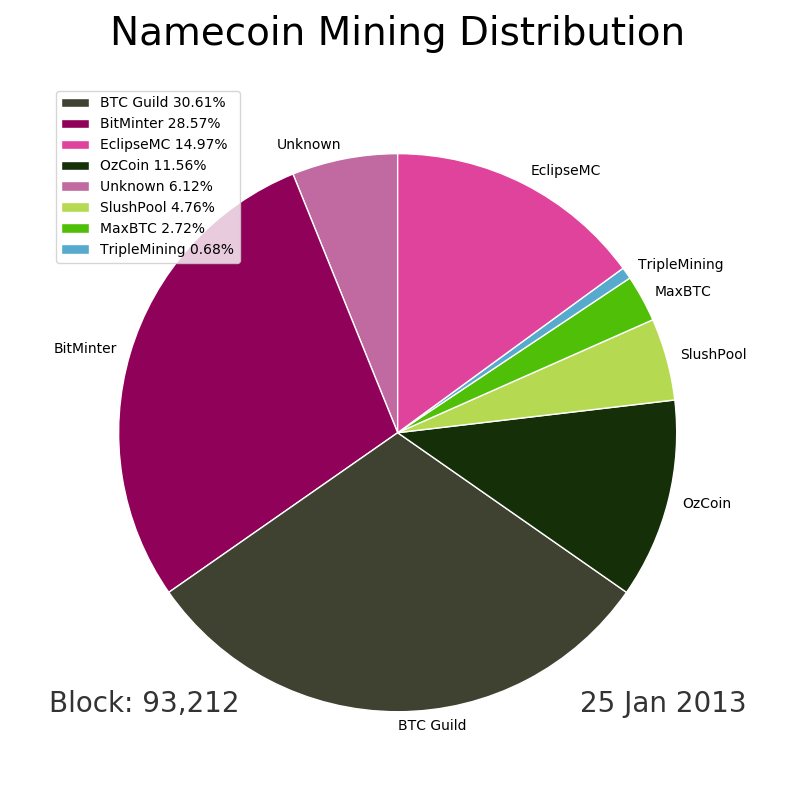 Namecoin Mining Distribution
BTC Guild 30.61%
BitMinter 28.57%
EclipseMC 14.97%
OzCoin 11.56%
Unknown 6.12%
SlushPool 4.76%
MaxBTC 2.72%
TripleMining 0.68%
Unknown
EclipseMC
TripleMining
MaxBTC
BitMinter
SlushPool
OzCoin
Block: 93,212
25 Jan 2013
BTC Guild